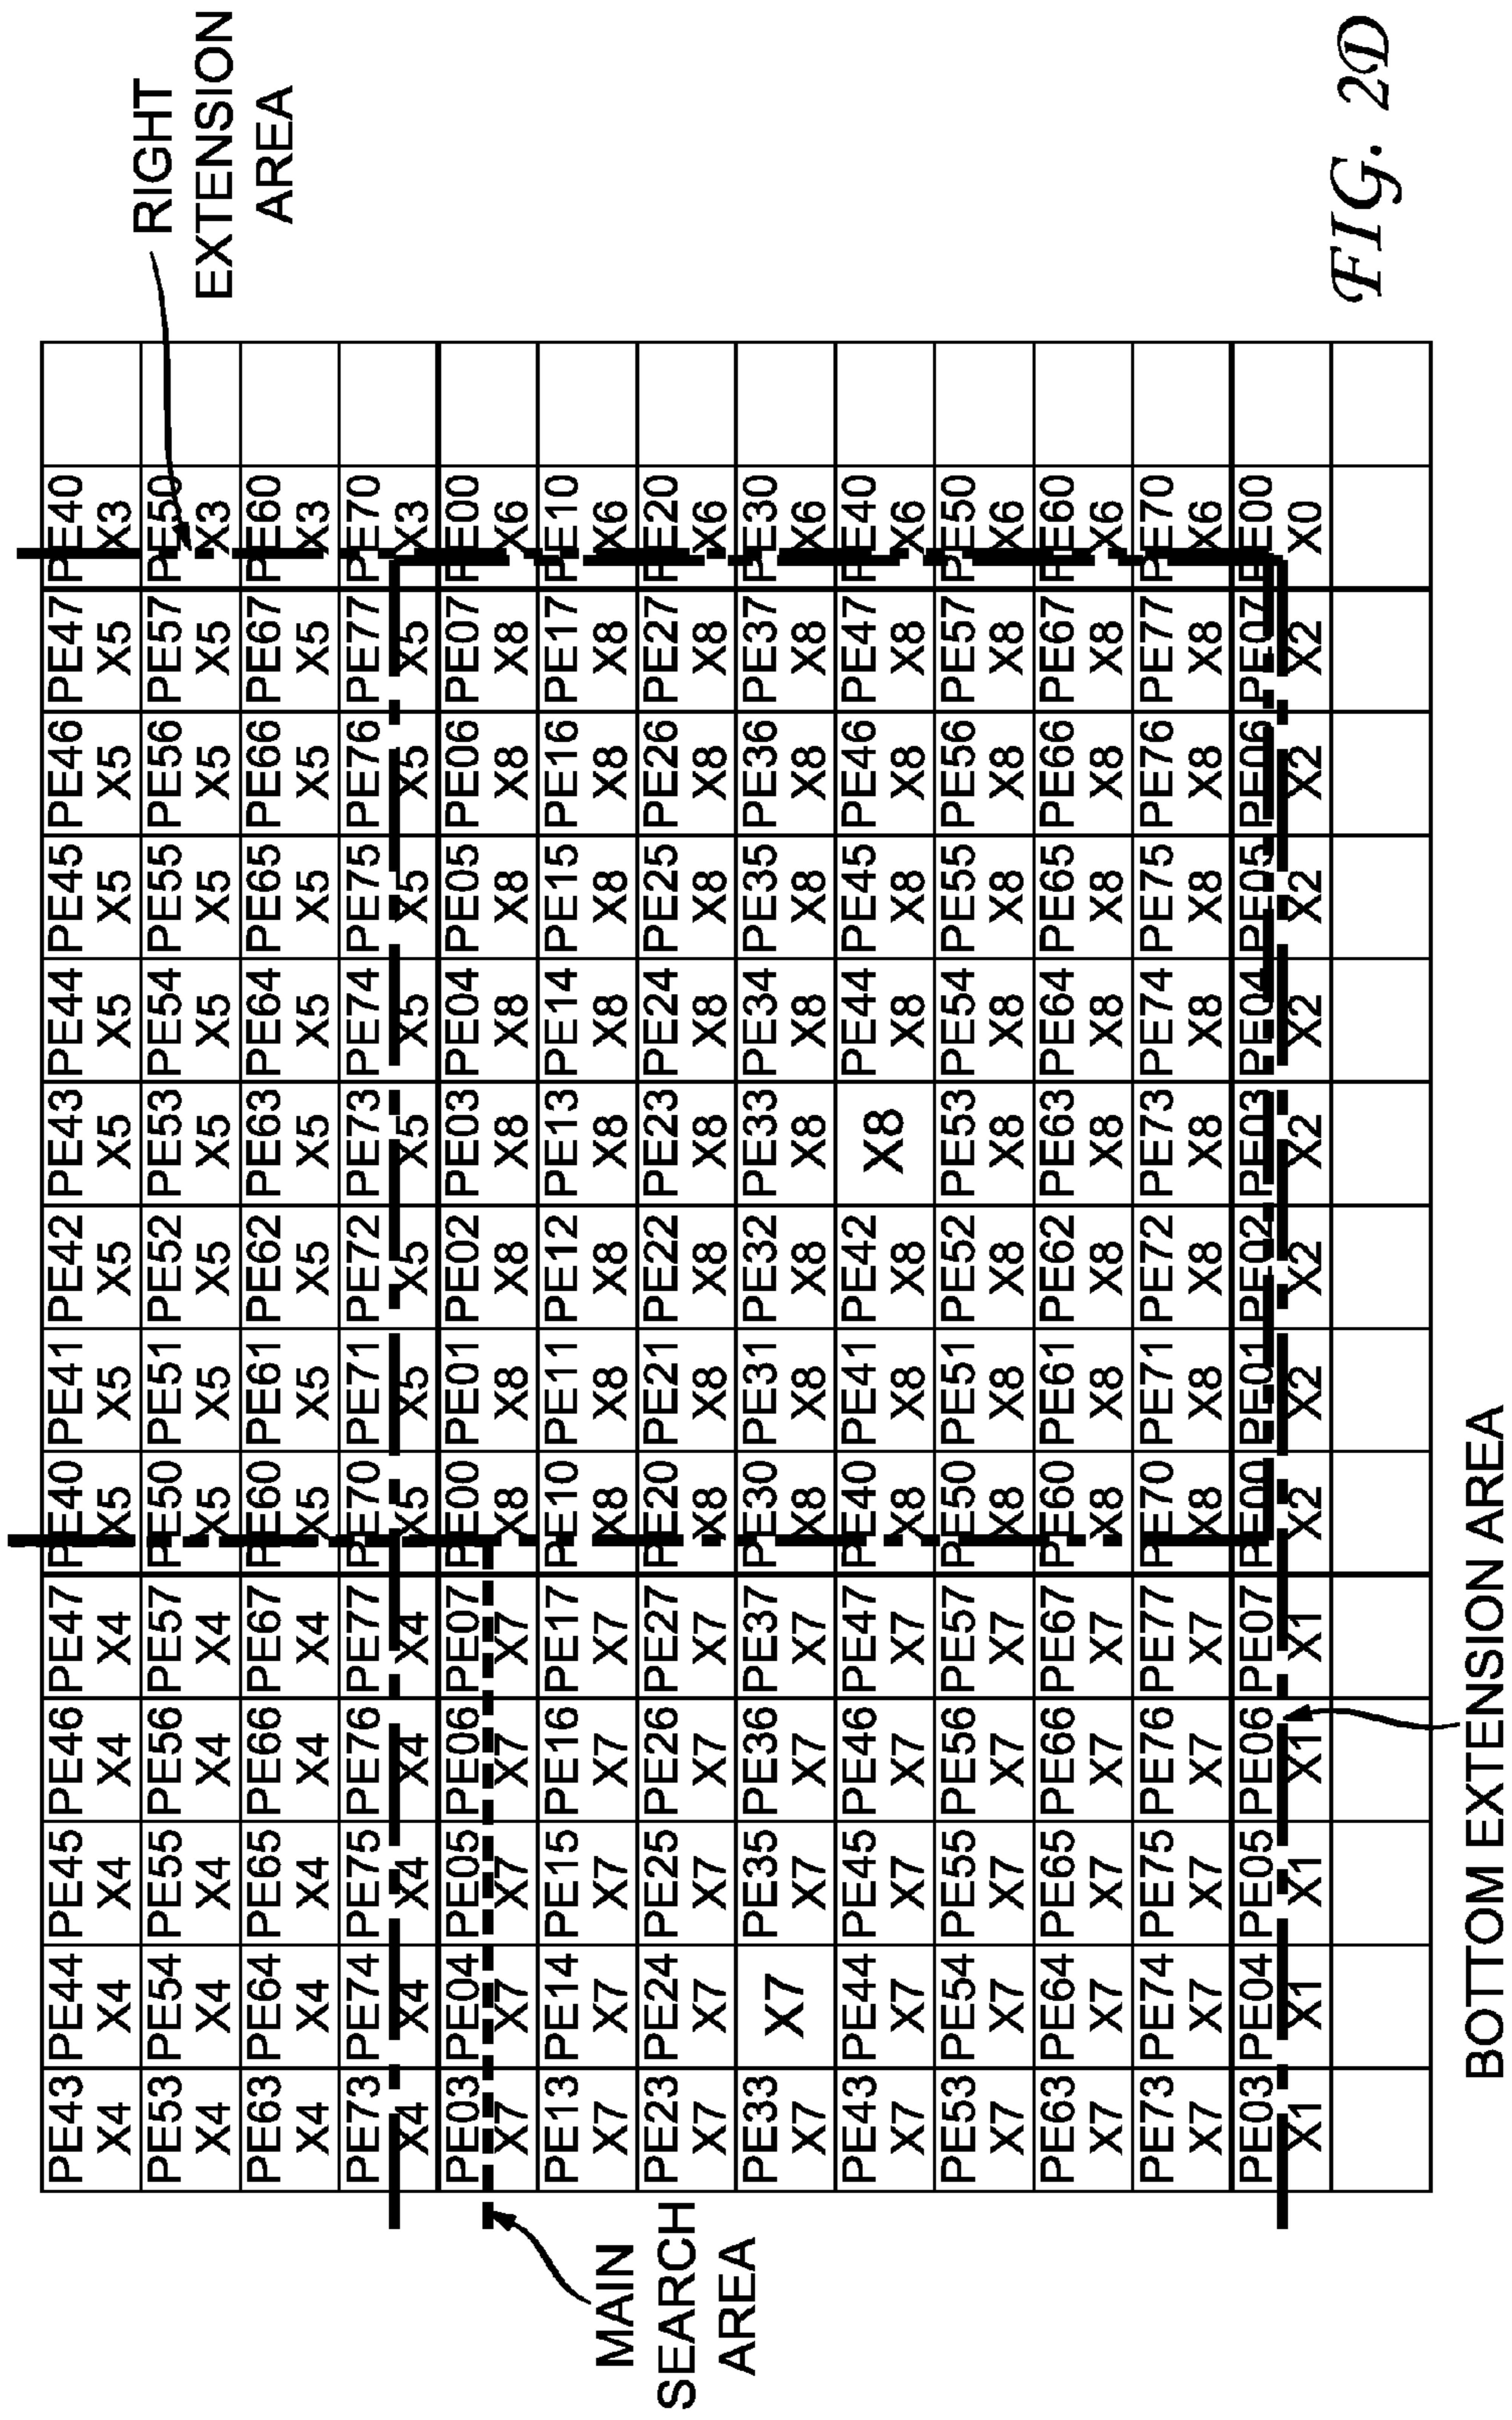 RIGHT
EXTENSION
AREA
PE43 PE44 PE45 PE46 PE47 PE40 PE41 PE42 PE43 PE44 PE45 PE46 PE47 PE40
X4 X4 X4 X4 X4 X5 X5 X5 X5 X5 X5 X5 X5 X3
PE53 PE54 PE55 PE56 PE57 PE50 PE51 PE52 PE53 PE54 PE55 PE56 PE57 PE50
X4 X4 X4 X4 X4 X5 X5 X5 X5 X5 X5 X5 X5 X3
PE63 PE64 PE65 PE66 PE67 PE60 PE61 PE62 PE63 PE64 PE65 PE66 PE67 PE60
X4 X4 X4 X4 X4 X5 X5 X5 X5 X5 X5 X5 X5 X3
PE73 PE74 PE75 PE76 PE77 PE70 PE71 PE72 PE73 PE74 PE75 PE76 PE77 PE70
X4 X4 X4 X4 X4 X5 X5 X5 X5 X5 X5 X5 X5 X3
PE03 PE04 PE05 PE06 PE07 PE00 PE01 PE02 PE03 PE04 PE05 PE06 PE07 PE00
X7 X7 X7 X7 X7 X8 X8 X8 X8 X8 X8 X8 X8 X6
PE13 PE14 PE15 PE16 PE17 PE10 PE11 PE12 PE13 PE14 PE15 PE16 PE17 PE10
X7 X7 X7 X7 X7 X8 X8 X8 X8 X8 X8 X8 X8 X6
PE23 PE24 PE25 PE26 PE27 PE20 PE21 PE22 PE23 PE24 PE25 PE26 PE27 PE20
X7 X7 X7 X7 X7 X8 X8 X8 X8 X8 X8 X8 X8 X6
PE33 PE35 PE36 PE37 PE30 PE31 PE32 PE33 PE34 PE35 PE36 PE37 PE30
X7 X7 X7 X7 X7 X8 X8 X8 X8 X8 X8 X8 X8 X6
PE43 PE44 PE45 PE46 PE47 PE40 PE41 PE42 PE44 PE45 PE46 PE47 PE40
X7 X7 X7 X7 X7 X8 X8 X8 X8 X8 X8 X8 X8 X6
PE53 PE54 PE55 PE56 PE57 PE50 PE51 PE52 PE53 PE54 PE55 PE56 PE57 PE50
X7 X7 X7 X7 X7 X8 X8 X8 X8 X8 X8 X8 X8 X6
PE63 PE64 PE65 PE66 PE67 PE60 PE61 PE62 PE63 PE64 PE65 PE66 PE67 PE60
X7 X7 X7 X7 X7 X8 X8 X8 X8 X8 X8 X8 X8 X6
PE73 PE74 PE75 PE76 PE77 PE70 PE71 PE72 PE73 PE74 PE75 PE76 PE77 PE70
X7 X7 X7 X7 X7 X8 X8 X8 X8 X8 X8 X8 X8 X6
PE03 PE04 PE05 PE06 PE07 PE00 PE01 PE02 PE03 PE04 PE05 PE06 PE07 PE00
X1 X1 X1 X1 X1 X2 X2 X2 X2 X2 X2 X2 X2 X0
MAIN
SEARCH
AREA
BOTTOM EXTENSION AREA
FIG. 2D